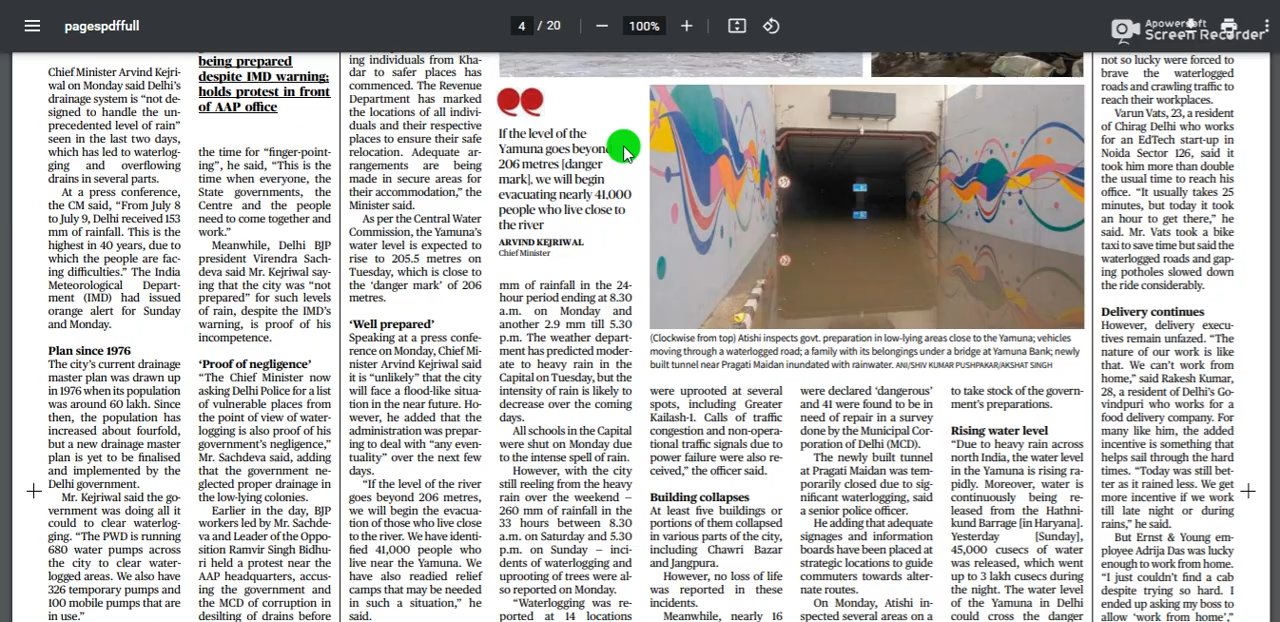 pagespdffull
4 / 20
100%
Apowersoft
Screen Recorder
Chief Minister Arvind Kejri-
wal on Monday said Delhi's
drainage system is “not de-
signed to handle the un-
precedented level of rain”
seen in the last two days,
which has led to waterlog-
ging and overflowing
drains in several parts.
At a press conference,
the CM said, “From July 8
to July 9, Delhi received 153
mm of rainfall. This is the
highest in 40 years, due to
which the people are fac-
ing difficulties.” The India
Meteorological Depart-
ment (IMD) had issued
orange alert for Sunday
and Monday.
Plan since 1976
The city's current drainage
master plan was drawn up
in 1976 when its population
was around 60 lakh. Since
then, the population has
increased about fourfold,
but a new drainage master
plan is yet to be finalised
and implemented by the
Delhi government.
Mr. Kejriwal said the go-
vernment was doing all it
could to clear waterlog-
ging. “The PWD is running
680 water pumps across
the city to clear water-
logged areas. We also have
326 temporary pumps and
100 mobile pumps that are
in use.”
being prepared
despite IMD warning;
holds protest in front
of AAP office
the time for “finger-point-
ing”, he said, “This is the
time when everyone, the
State governments, the
Centre and the people
need to come together and
work.”
Meanwhile, Delhi BJP
president Virendra Sach-
deva said Mr. Kejriwal say-
ing that the city was “not
prepared” for such levels
of rain, despite the IMD's
warning, is proof of his
incompetence.
‘Proof of negligence’
“The Chief Minister now
asking Delhi Police for a list
of vulnerable places from
the point of view of water-
logging is also proof of his
government's negligence,”
Mr. Sachdeva said, adding
that the government ne-
glected proper drainage in
the low-lying colonies.
Earlier in the day, BJP
workers led by Mr. Sachde-
va and Leader of the Oppo-
sition Ramvir Singh Bidhu-
ri held a protest near the
AAP headquarters, accus-
ing the government and
the MCD of corruption in
desilting of drains before
ing individuals from Kha-
dar to safer places has
commenced. The Revenue
Department has marked
the locations of all indivi-
duals and their respective
places to ensure their safe
relocation. Adequate ar-
rangements are being
made in secure areas for
their accommodation,” the
Minister said.
As per the Central Water
Commission, the Yamuna's
water level is expected to
rise to 205.5 metres on
Tuesday, which is close to
the ‘danger mark’ of 206
metres.
‘Well prepared’
Speaking at a press confe-
rence on Monday, Chief Mi-
nister Arvind Kejriwal said
it is “unlikely” that the city
will face a flood-like situa-
tion in the near future. Ho-
wever, he added that the
administration was prepar-
ing to deal with “any even-
tuality” over the next few
days.
“If the level of the river
goes beyond 206 metres,
we will begin the evacua-
tion of those who live close
to the river. We have identi-
fied 41,000 people who
live near the Yamuna. We
have also readied relief
camps that may be needed
in such a situation,” he
said.
If the level of the
Yamuna goes beyond
206 metres [danger
mark], we will begin
evacuating nearly 41,000
people who live close to
the river
ARVIND KEJRIWAL
Chief Minister
mm of rainfall in the 24-
hour period ending at 8.30
a.m. on Monday and
another 2.9 mm till 5.30
p.m. The weather depart-
ment has predicted moder-
ate to heavy rain in the
Capital on Tuesday, but the
intensity of rain is likely to
decrease over the coming
days.
All schools in the Capital
were shut on Monday due
to the intense spell of rain.
However, with the city
still reeling from the heavy
rain over the weekend –
260 mm of rainfall in the
33 hours between 8.30
a.m. on Saturday and 5.30
p.m. on Sunday – inci-
dents of waterlogging and
uprooting of trees were al-
so reported on Monday.
“Waterlogging was re-
ported at 14 locations
(Clockwise from top) Atishi inspects govt. preparation in low-lying areas close to the Yamuna; vehicles
moving through a waterlogged road; a family with its belongings under a bridge at Yamuna Bank; newly
built tunnel near Pragati Maidan inundated with rainwater. ANI/SHIV KUMAR PUSHPAKAR/AKSHAT SINGH
were uprooted at several
spots, including Greater
Kailash-I. Calls of traffic
congestion and non-opera-
tional traffic signals due to
power failure were also re-
ceived,” the officer said.
Building collapses
At least five buildings or
portions of them collapsed
in various parts of the city,
including Chawri Bazar
and Jangpura.
However, no loss of life
was reported in these
incidents.
Meanwhile, nearly 16
were declared ‘dangerous’
and 41 were found to be in
need of repair in a survey
done by the Municipal Cor-
poration of Delhi (MCD).
The newly built tunnel
at Pragati Maidan was tem-
porarily closed due to sig-
nificant waterlogging, said
a senior police officer.
He adding that adequate
signages and information
boards have been placed at
strategic locations to guide
commuters towards alter-
nate routes.
On Monday, Atishi in-
spected several areas on a
to take stock of the govern-
ment's preparations.
Rising water level
“Due to heavy rain across
north India, the water level
in the Yamuna is rising ra-
pidly. Moreover, water is
continuously being re-
leased from the Hathni-
kund Barrage [in Haryana].
Yesterday [Sunday],
45,000 cusecs of water
was released, which went
up to 3 lakh cusecs during
the night. The water level
of the Yamuna in Delhi
could cross the danger
not so lucky were forced to
brave the waterlogged
roads and crawling traffic to
reach their workplaces.
Varun Vats, 23, a resident
of Chirag Delhi who works
for an EdTech start-up in
Noida Sector 126, said it
took him more than double
the usual time to reach his
office. “It usually takes 25
minutes, but today it took
an hour to get there,” he
said. Mr. Vats took a bike
taxi to save time but said the
waterlogged roads and gap-
ing potholes slowed down
the ride considerably.
Delivery continues
However, delivery execu-
tives remain unfazed. “The
nature of our work is like
that. We can't work from
home,” said Rakesh Kumar,
28, a resident of Delhi's Go-
vindpuri who works for a
food delivery company. For
many like him, the added
incentive is something that
helps sail through the hard
times. “Today was still bet-
ter as it rained less. We get
more incentive if we work
till late night or during
rains,” he said.
But Ernst & Young em-
ployee Adrija Das was lucky
enough to work from home.
“I just couldn't find a cab
despite trying so hard. I
ended up asking my boss to
allow ‘work from home’,”